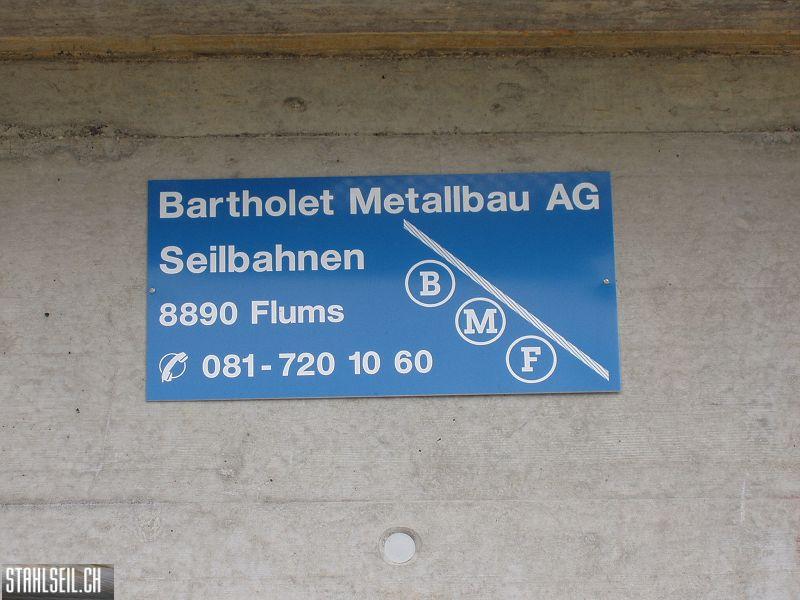 Bartholet Metallbau AG
Seilbahnen
8890 Flums
081-720 10 60
B
M
F
STAHLSEIL.CH